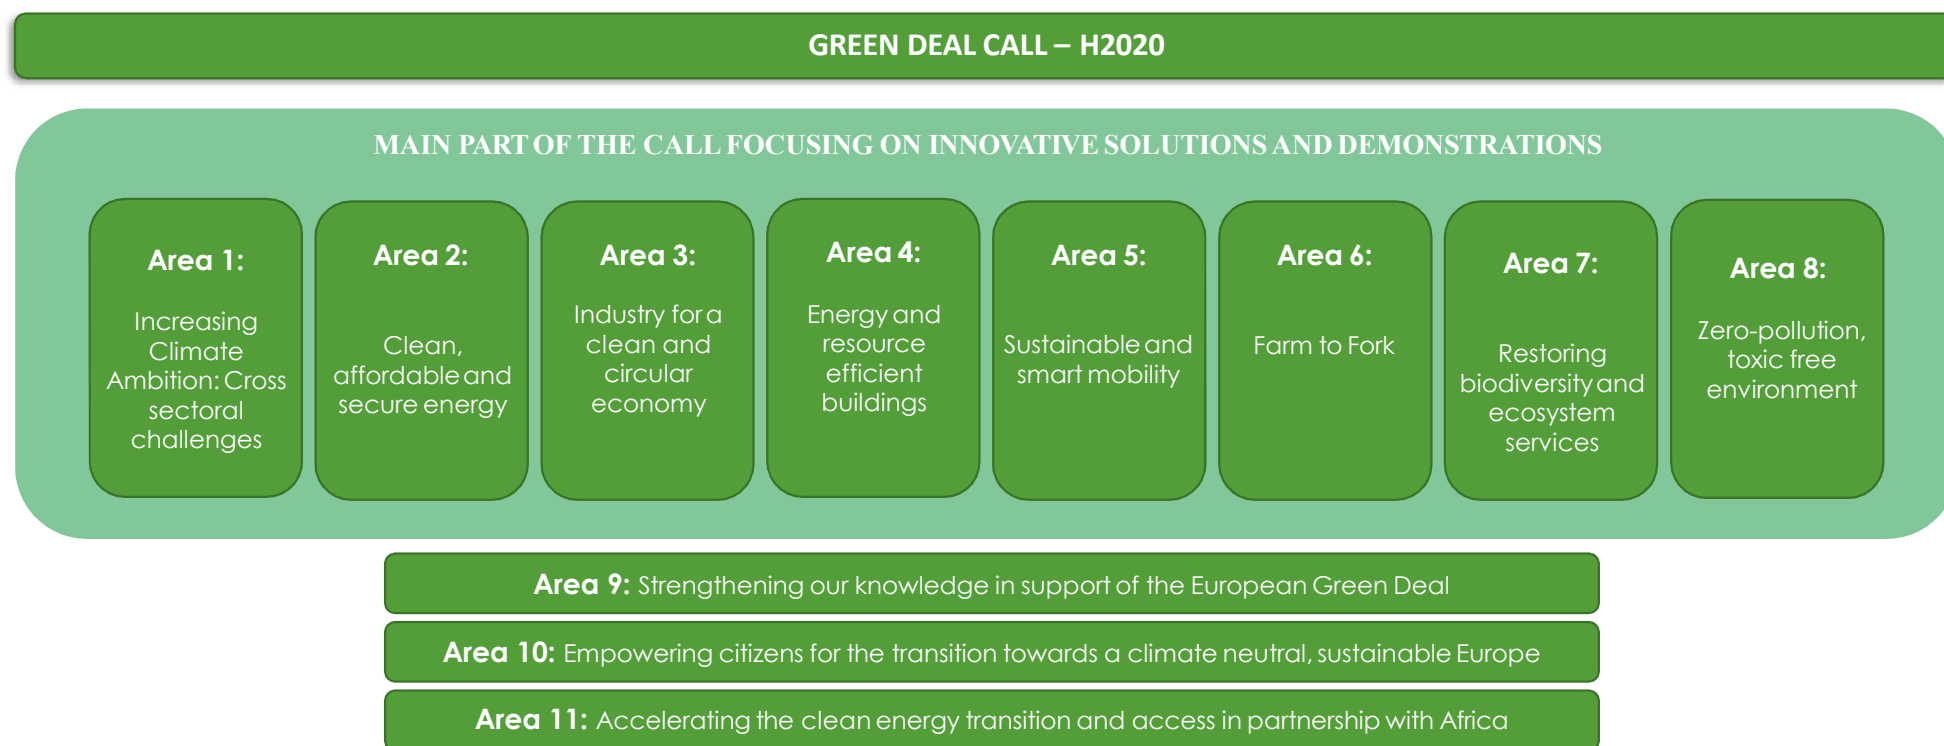 GREEN DEAL CALL – H2020
MAIN PART OF THE CALL FOCUSING ON INNOVATIVE SOLUTIONS AND DEMONSTRATIONS
Area 1:
Increasing
Climate
Ambition: Cross
sectoral
challenges
Area 2:
Clean,
affordable and
secure energy
Area 3:
Industry for a
clean and
circular
economy
Area 4:
Energy and
resource
efficient
buildings
Area 5:
Sustainable and
smart mobility
Area 6:
Farm to Fork
Area 7:
Restoring
biodiversity and
ecosystem
services
Area 8:
Zero-pollution,
toxic free
environment
Area 9: Strengthening our knowledge in support of the European Green Deal
Area 10: Empowering citizens for the transition towards a climate neutral, sustainable Europe
Area 11: Accelerating the clean energy transition and access in partnership with Africa